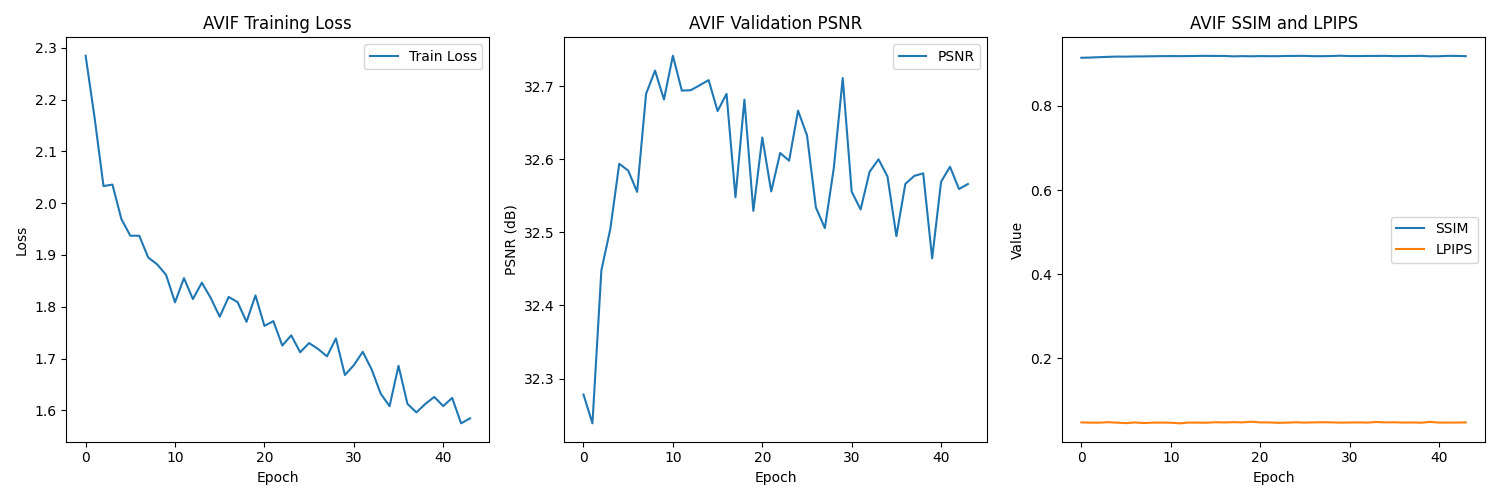 AVIF Training Loss
Train Loss
2.3
2.2
2.1
2.0
1.9
1.8
1.7
1.6
Loss
0 10 20 30 40
Epoch
AVIF Validation PSNR
PSNR
32.7
32.6
32.5
32.4
32.3
PSNR (dB)
0 10 20 30 40
Epoch
AVIF SSIM and LPIPS
0.8
0.6
0.4
0.2
Value
SSIM
LPIPS
0 10 20 30 40
Epoch